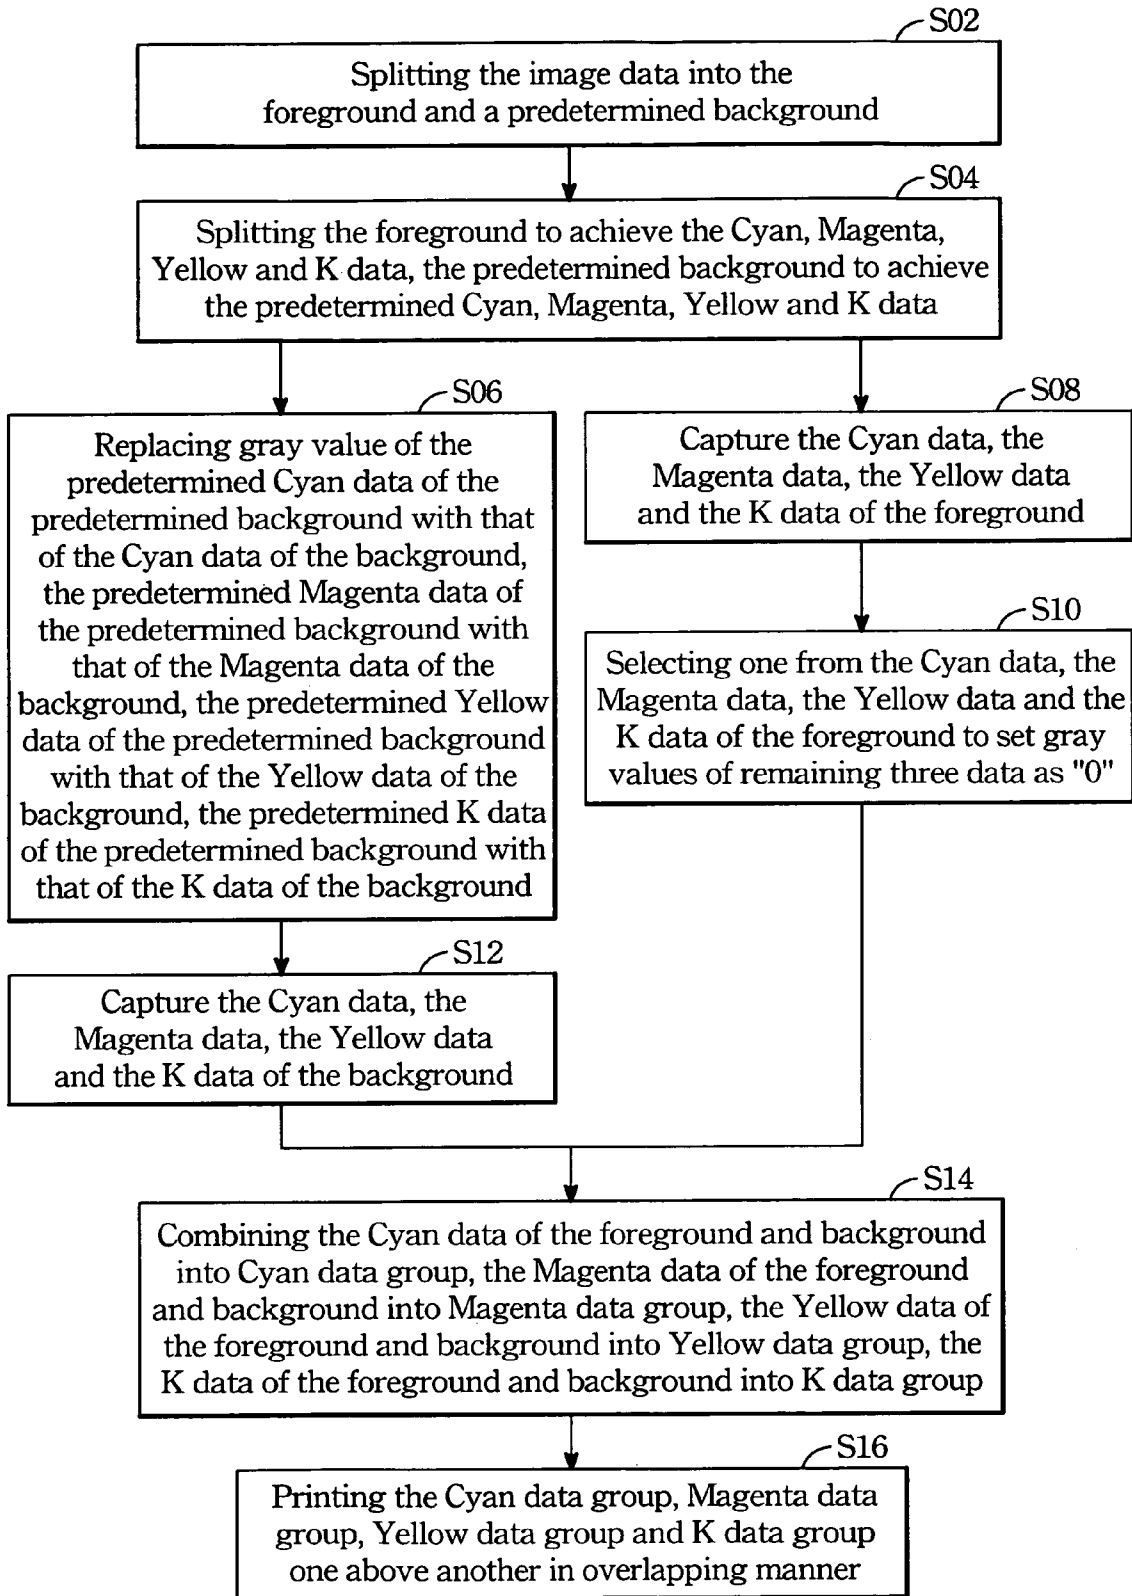 S02
Splitting the image data into the
foreground and a predetermined background
S04
Splitting the foreground to achieve the Cyan, Magenta,
Yellow and K data, the predetermined background to achieve
the predetermined Cyan, Magenta, Yellow and K data
S06
Replacing gray value of the
predetermined Cyan data of the
predetermined background with that
of the Cyan data of the background,
the predetermined Magenta data of
the predetermined background with
that of the Magenta data of the
background, the predetermined Yellow
data of the predetermined background
with that of the Yellow data of the
background, the predetermined K data
of the predetermined background with
that of the K data of the background
S08
Capture the Cyan data, the
Magenta data, the Yellow data
and the K data of the foreground
S10
Selecting one from the Cyan data, the
Magenta data, the Yellow data and the
K data of the foreground to set gray
values of remaining three data as "0"
S12
Capture the Cyan data, the
Magenta data, the Yellow data
and the K data of the background
S14
Combining the Cyan data of the foreground and background
into Cyan data group, the Magenta data of the foreground
and background into Magenta data group, the Yellow data of
the foreground and background into Yellow data group, the
K data of the foreground and background into K data group
S16
Printing the Cyan data group, Magenta data
group, Yellow data group and K data group
one above another in overlapping manner